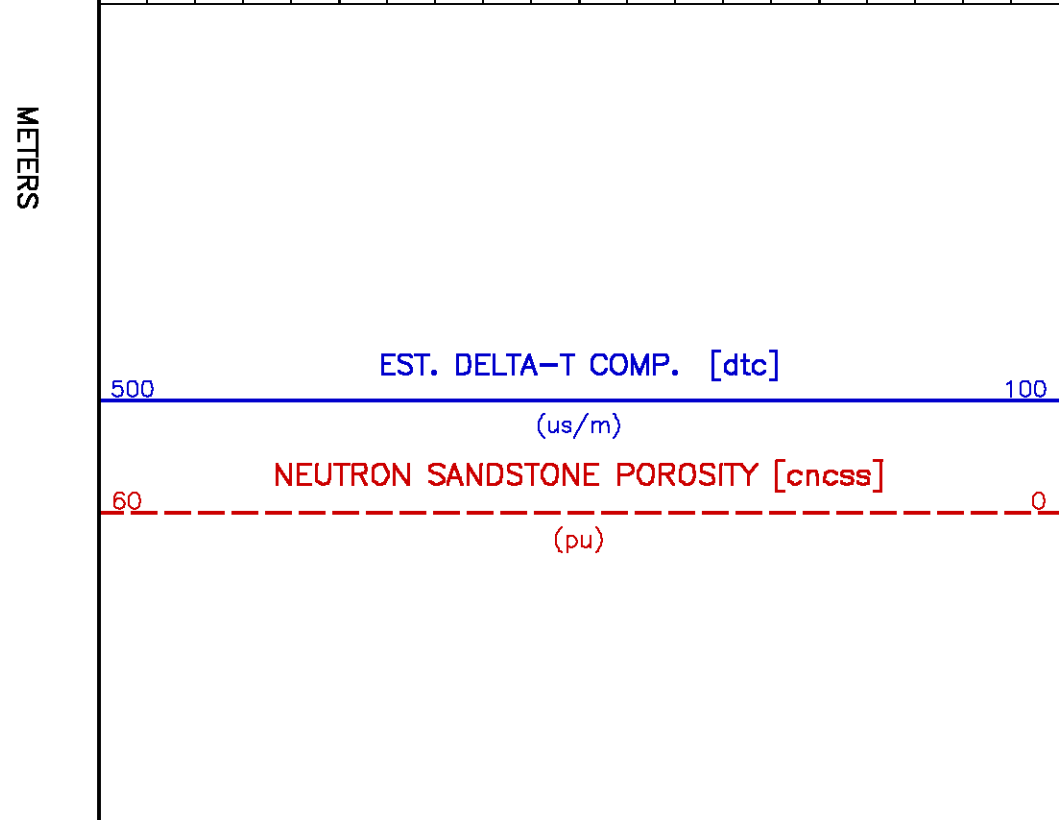 METERS
EST. DELTA-T COMP. [dtc]
500 100
(us/m)
NEUTRON SANDSTONE POROSITY [cncss]
60 0
(pu)